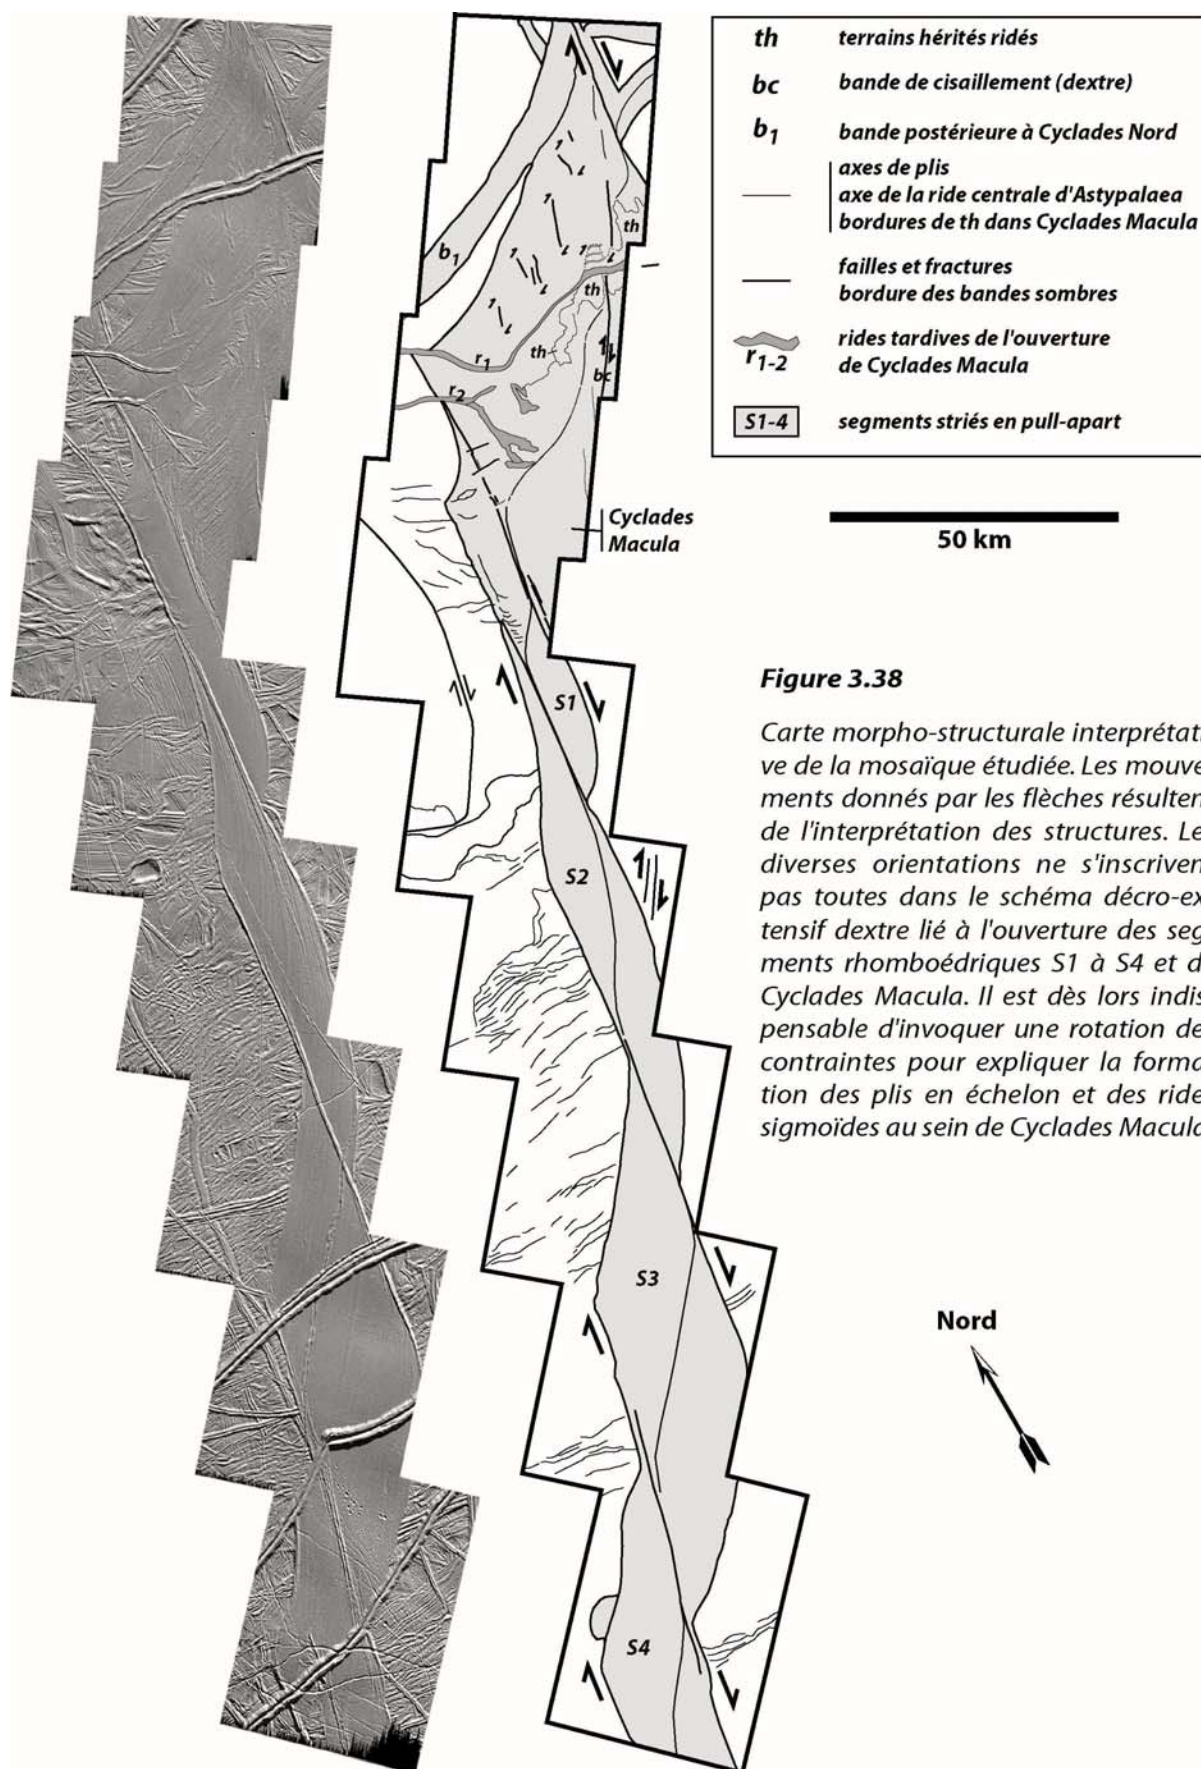 th terrains hérités ridés
bc bande de cisaillement (dextre)
b1 bande postérieure à Cyclades Nord
axes de plis
axe de la ride centrale d'Astypalaea
bordures de th dans Cyclades Macula
failles et fractures
bordure des bandes sombres
rides tardives de l'ouverture
r1-2 de Cyclades Macula
S1-4 segments striés en pull-apart
50 km
th
b1
th
th
r1
bc
r2
Cyclades
Macula
S1
S2
S3
S4
Figure 3.38
Carte morpho-structurale interprétati
ve de la mosaïque étudiée. Les mouve
ments donnés par les flèches résulten
de l'interprétation des structures. Le
diverses orientations ne s'inscriven
pas toutes dans le schéma décro-ex
tensif dextre lié à l'ouverture des seg
ments rhomboédriques S1 à S4 et d
Cyclades Macula. Il est dès lors indis
pensable d'invoquer une rotation de
contraintes pour expliquer la forma
tion des plis en échelon et des ride
sigmoïdes au sein de Cyclades Macula
Nord